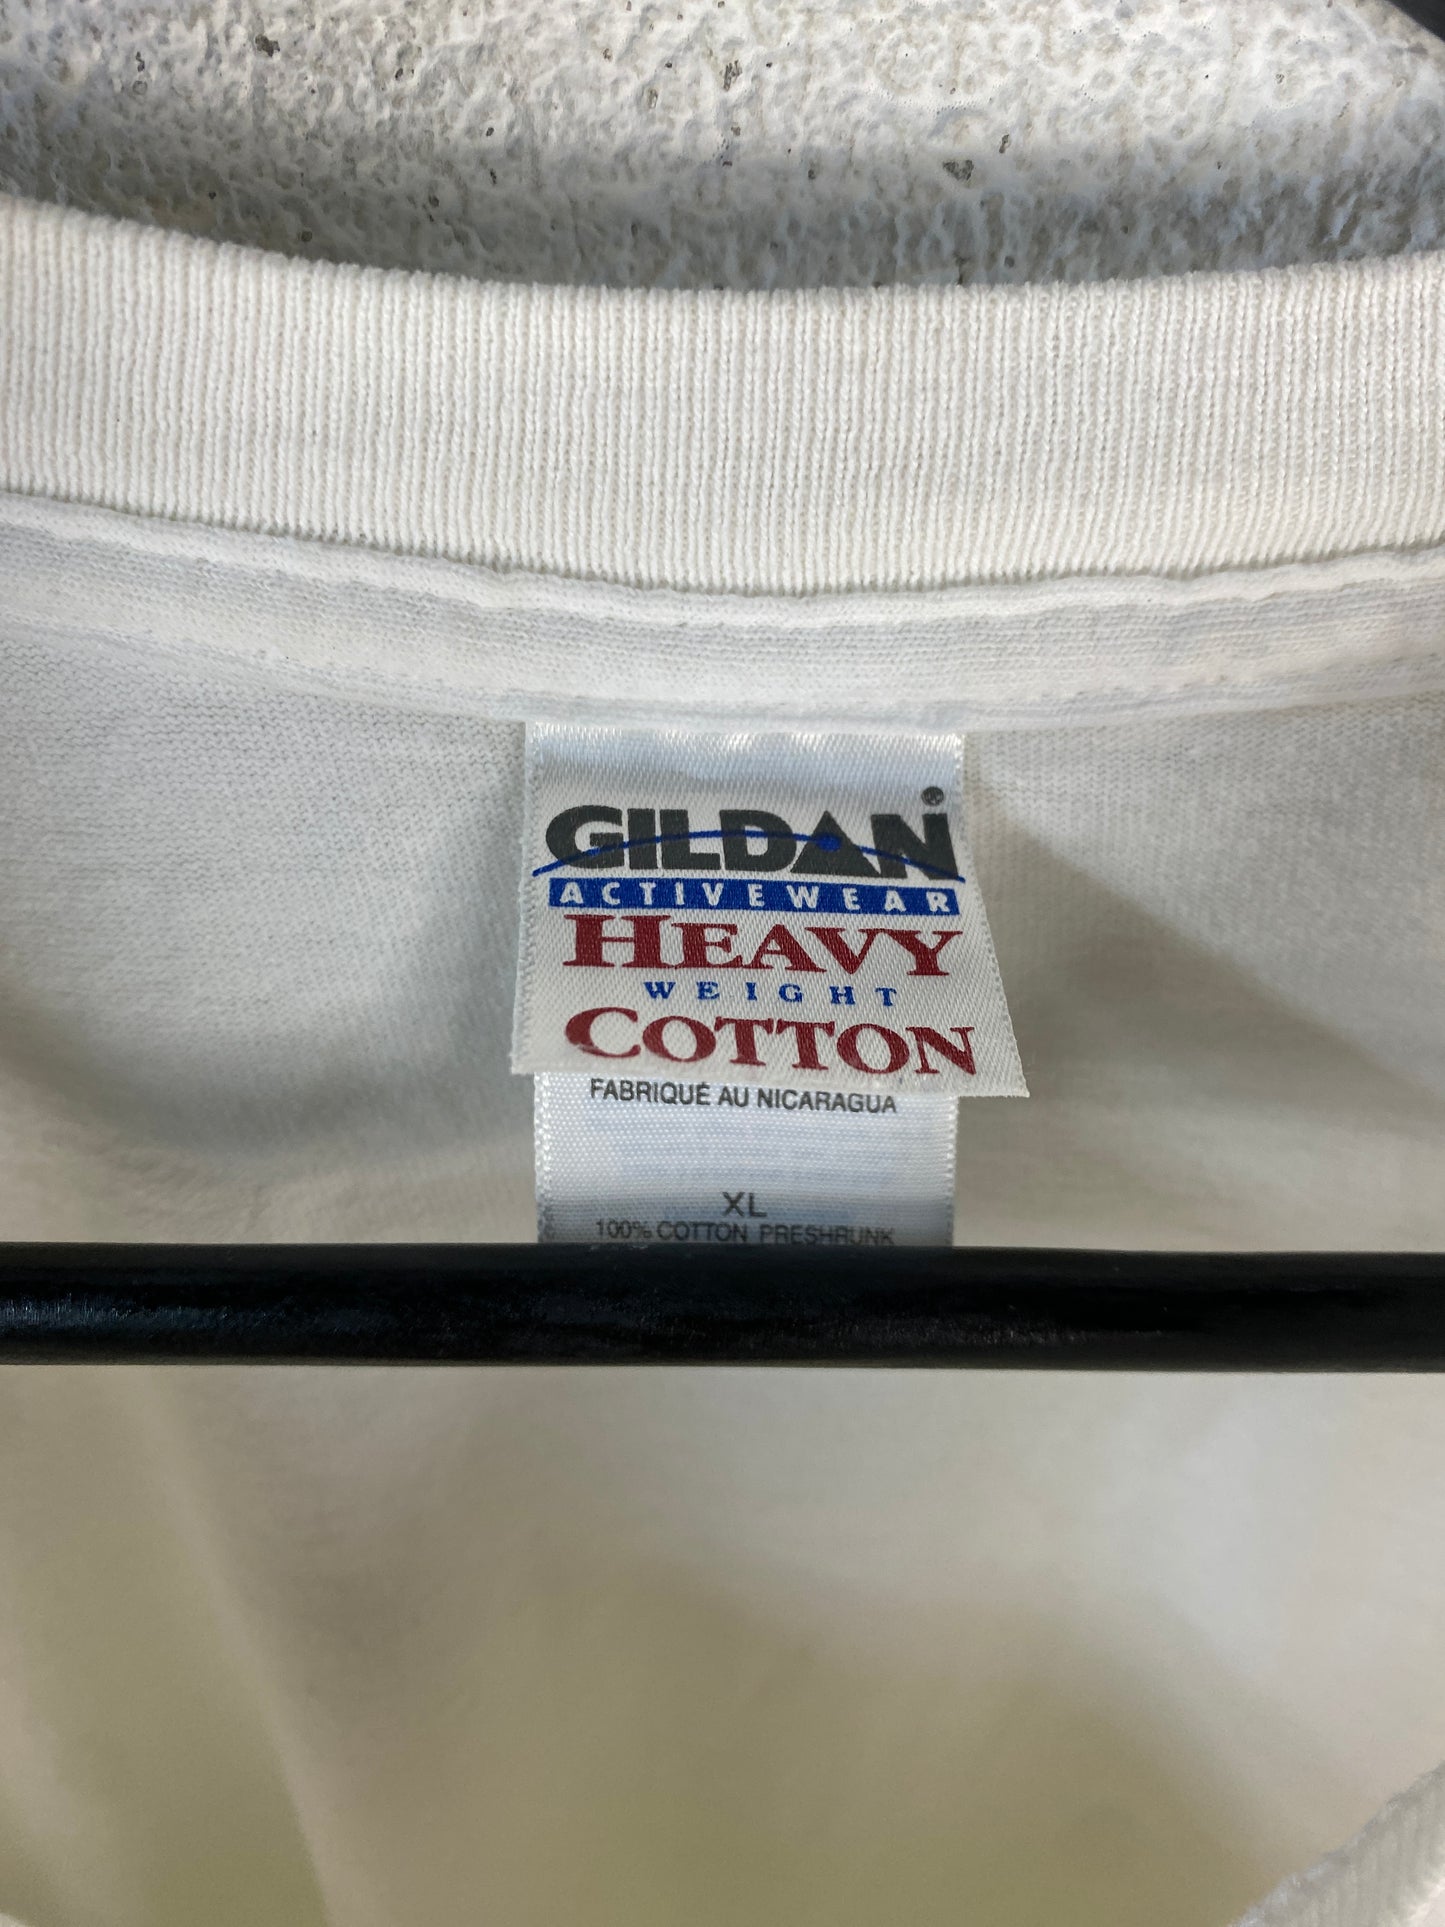 GILDAN®
ACTIVEWEAR
HEAVY
WEIGHT
COTTON
FABRIQUÉ AU NICARAGUA
XL
100% COTTON PRESHRUNK